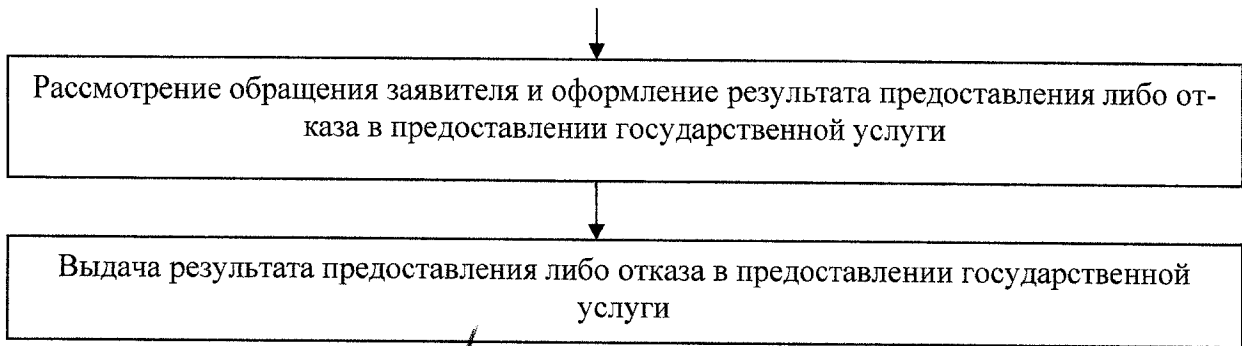 Рассмотрение обращения заявителя и оформление результата предоставления либо от-
каза в предоставлении государственной услуги
Выдача результата предоставления либо отказа в предоставлении государственной
услуги